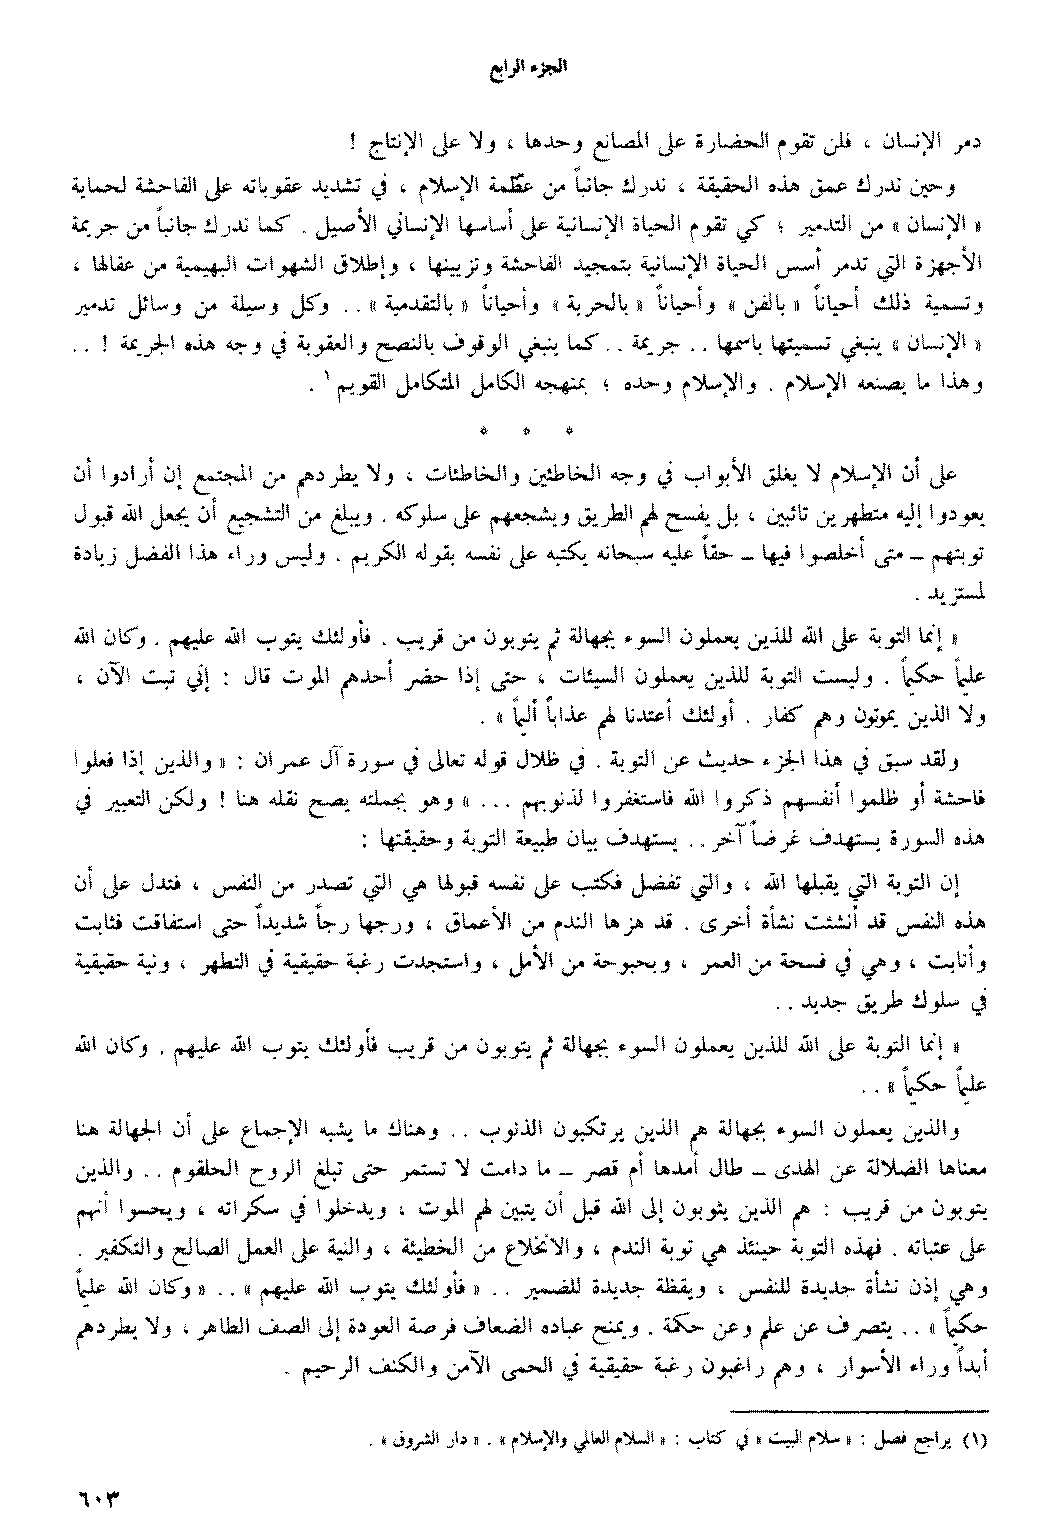 الجزء الرابع
دمر الإنسان ، فلن تقوم الحضارة على المصانع وحدها ، ولا على الإنتاج !
وحين ندرك عمق هذه الحقيقة ، ندرك جانباً من عظمة الإسلام ، في تشديد عقوباته على الفاحشة لحماية
« الإنسان » من التدمير ؛ كي تقوم الحياة الإنسانية على أساسها الإنساني الأصيل . كما ندرك جانباً من جريمة
الأجهزة التي تدمر أسس الحياة الإنسانية بتمجيد الفاحشة وتزيينها ، وإطلاق الشهوات البهيمية من عقالها ،
وتسمية ذلك أحياناً « بالفن » وأحياناً « بالحرية » وأحياناً « بالتقدمية » .. وكل وسيلة من وسائل تدمير
« الإنسان » ينبغي تسميتها باسمها .. جريمة .. كما ينبغي الوقوف بالنصح والعقوبة في وجه هذه الجريمة ! ..
وهذا ما يصنعه الإسلام . والإسلام وحده ؛ بمنهجه الكامل المتكامل القويم ١ .
* * *
على أن الإسلام لا يغلق الأبواب في وجه الخاطئين والخاطئات ، ولا يطردهم من المجتمع إن أرادوا أن
يعودوا إليه متطهرين تائبين ، بل يفسح لهم الطريق ويشجعهم على سلوكه . ويبلغ من التشجيع أن يجعل الله قبول
توبتهم – متى أخلصوا فيها – حقاً عليه سبحانه يكتبه على نفسه بقوله الكريم . وليس وراء هذا الفضل زيادة
لمستزيد .
« إنما التوبة على الله للذين يعملون السوء بجهالة ثم يتوبون من قريب . فأولئك يتوب الله عليهم . وكان الله
عليماً حكيماً . وليست التوبة للذين يعملون السيئات ، حتى إذا حضر أحدهم الموت قال : إني تبت الآن ،
ولا الذين يموتون وهم كفار . أولئك أعتدنا لهم عذاباً أليماً » .
ولقد سبق في هذا الجزء حديث عن التوبة . في ظلال قوله تعالى في سورة آل عمران : « والذين إذا فعلوا
فاحشة أو ظلموا أنفسهم ذكروا الله فاستغفروا لذنوبهم ... » وهو بجملته يصح نقله هنا ! ولكن التعبير في
هذه السورة يستهدف غرضاً آخر .. يستهدف بيان طبيعة التوبة وحقيقتها :
إن التوبة التي يقبلها الله ، والتي تفضل فكتب على نفسه قبولها هي التي تصدر من النفس ، فتدل على أن
هذه النفس قد أنشئت نشأة أخرى . قد هزها الندم من الأعماق ، ورجها رجاً شديداً حتى استفاقت فثابت
وأنابت ، وهي في فسحة من العمر ، وبحبوحة من الأمل ، واستجدت رغبة حقيقية في التطهر ، ونية حقيقية
في سلوك طريق جديد ..
« إنما التوبة على الله للذين يعملون السوء بجهالة ثم يتوبون من قريب فأولئك يتوب الله عليهم . وكان الله
عليماً حكيماً » ..
والذين يعملون السوء بجهالة هم الذين يرتكبون الذنوب .. وهناك ما يشبه الإجماع على أن الجهالة هنا
معناها الضلالة عن الهدى – طال أمدها أم قصر – ما دامت لا تستمر حتى تبلغ الروح الحلقوم .. والذين
يتوبون من قريب : هم الذين يثوبون إلى الله قبل أن يتبين لهم الموت ، ويدخلوا في سكراته ، ويحسوا أنهم
على عتباته . فهذه التوبة حينئذ هي توبة الندم ، والانخلاع من الخطيئة ، والنية على العمل الصالح والتكفير .
وهي إذن نشأة جديدة للنفس ، ويقظة جديدة للضمير .. « فأولئك يتوب الله عليهم » .. « وكان الله عليماً
حكيماً » .. يتصرف عن علم وعن حكمة . ويمنح عباده الضعاف فرصة العودة إلى الصف الطاهر ، ولا يطردهم
أبداً وراء الأسوار ، وهم راغبون رغبة حقيقية في الحمى الآمن والكنف الرحيم .
(١) يراجع فصل : « سلام البيت » في كتاب : « السلام العالمي والإسلام » . « دار الشروق » .
٦٠٣